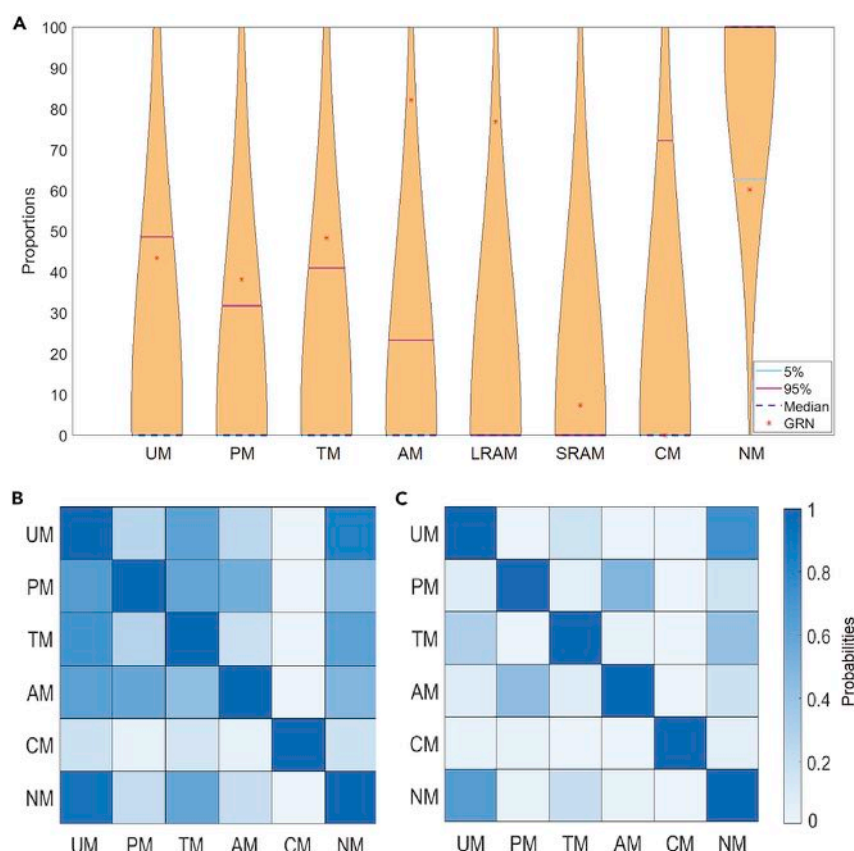 A
Proportions
100
90
80
70
60
50
40
30
20
10
0
UM PM TM AM LRAM SRAM CM NM
5%
95%
Median
GRN
B
UM
PM
TM
AM
CM
NM
UM PM TM AM CM NM
C
UM
PM
TM
AM
CM
NM
UM PM TM AM CM NM
1
0.8
0.6
0.4
0.2
0
Probabilities